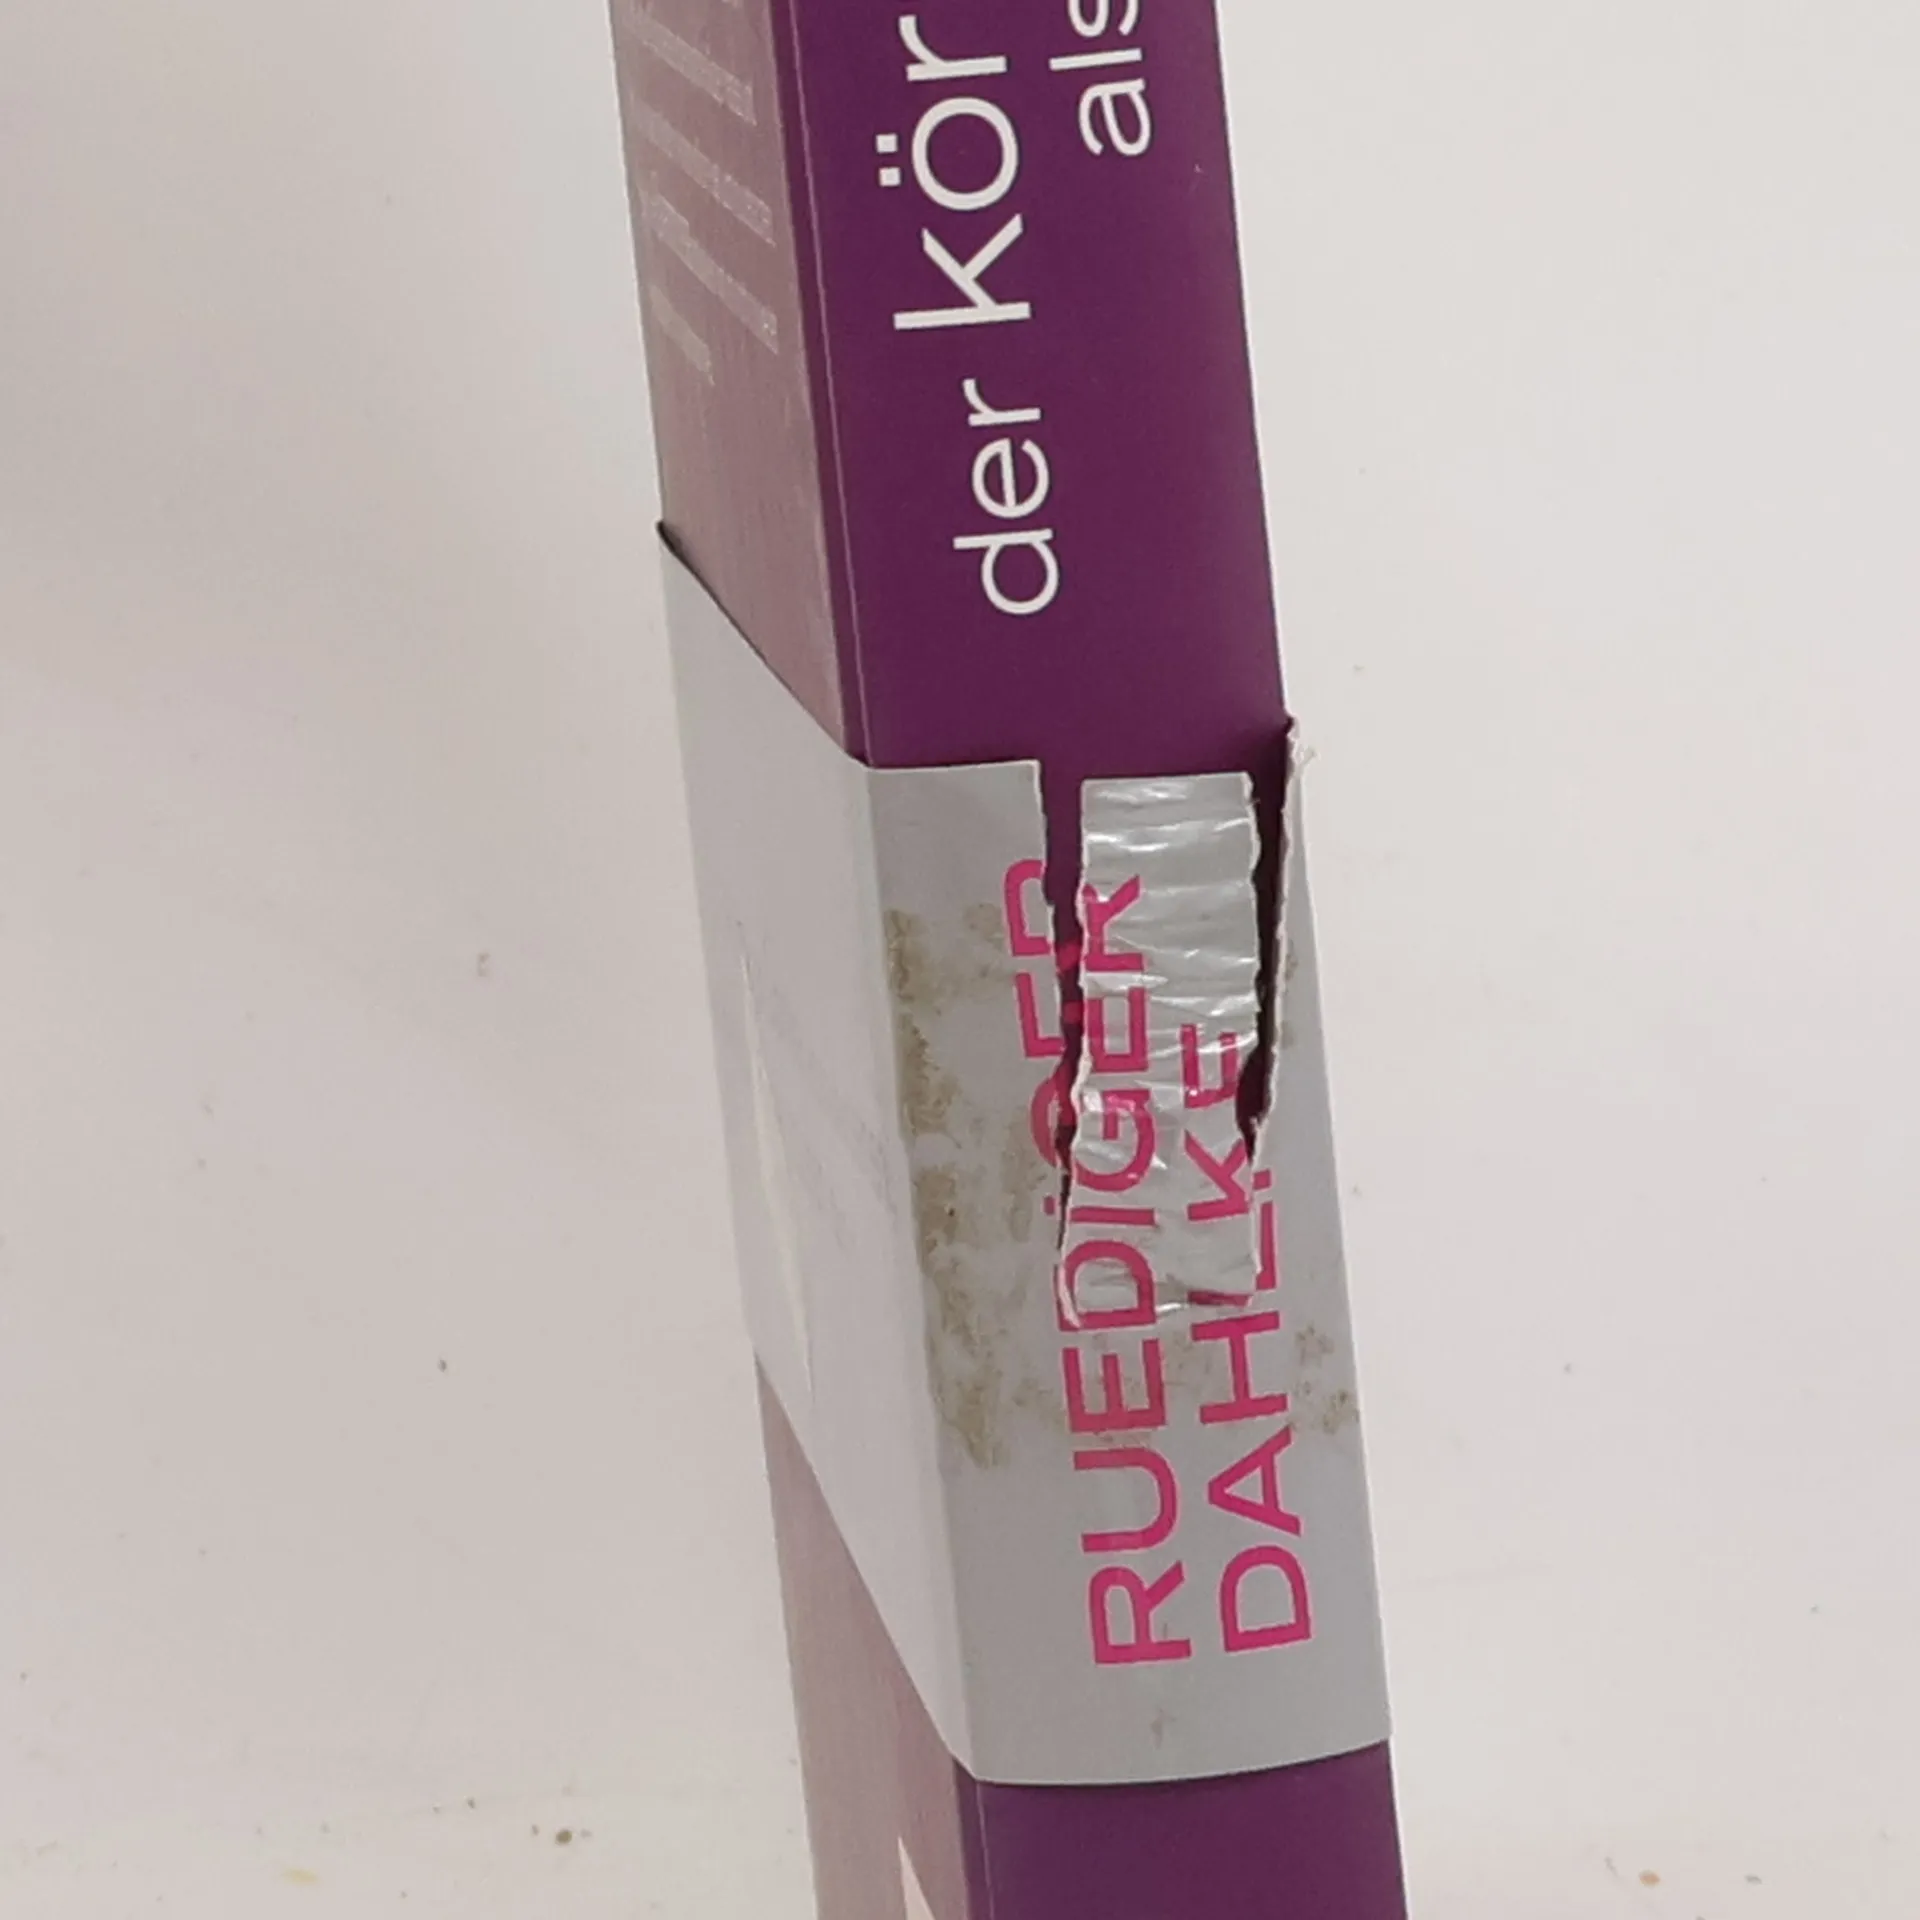 der kör
als
RUEDIGER
DAHLKE